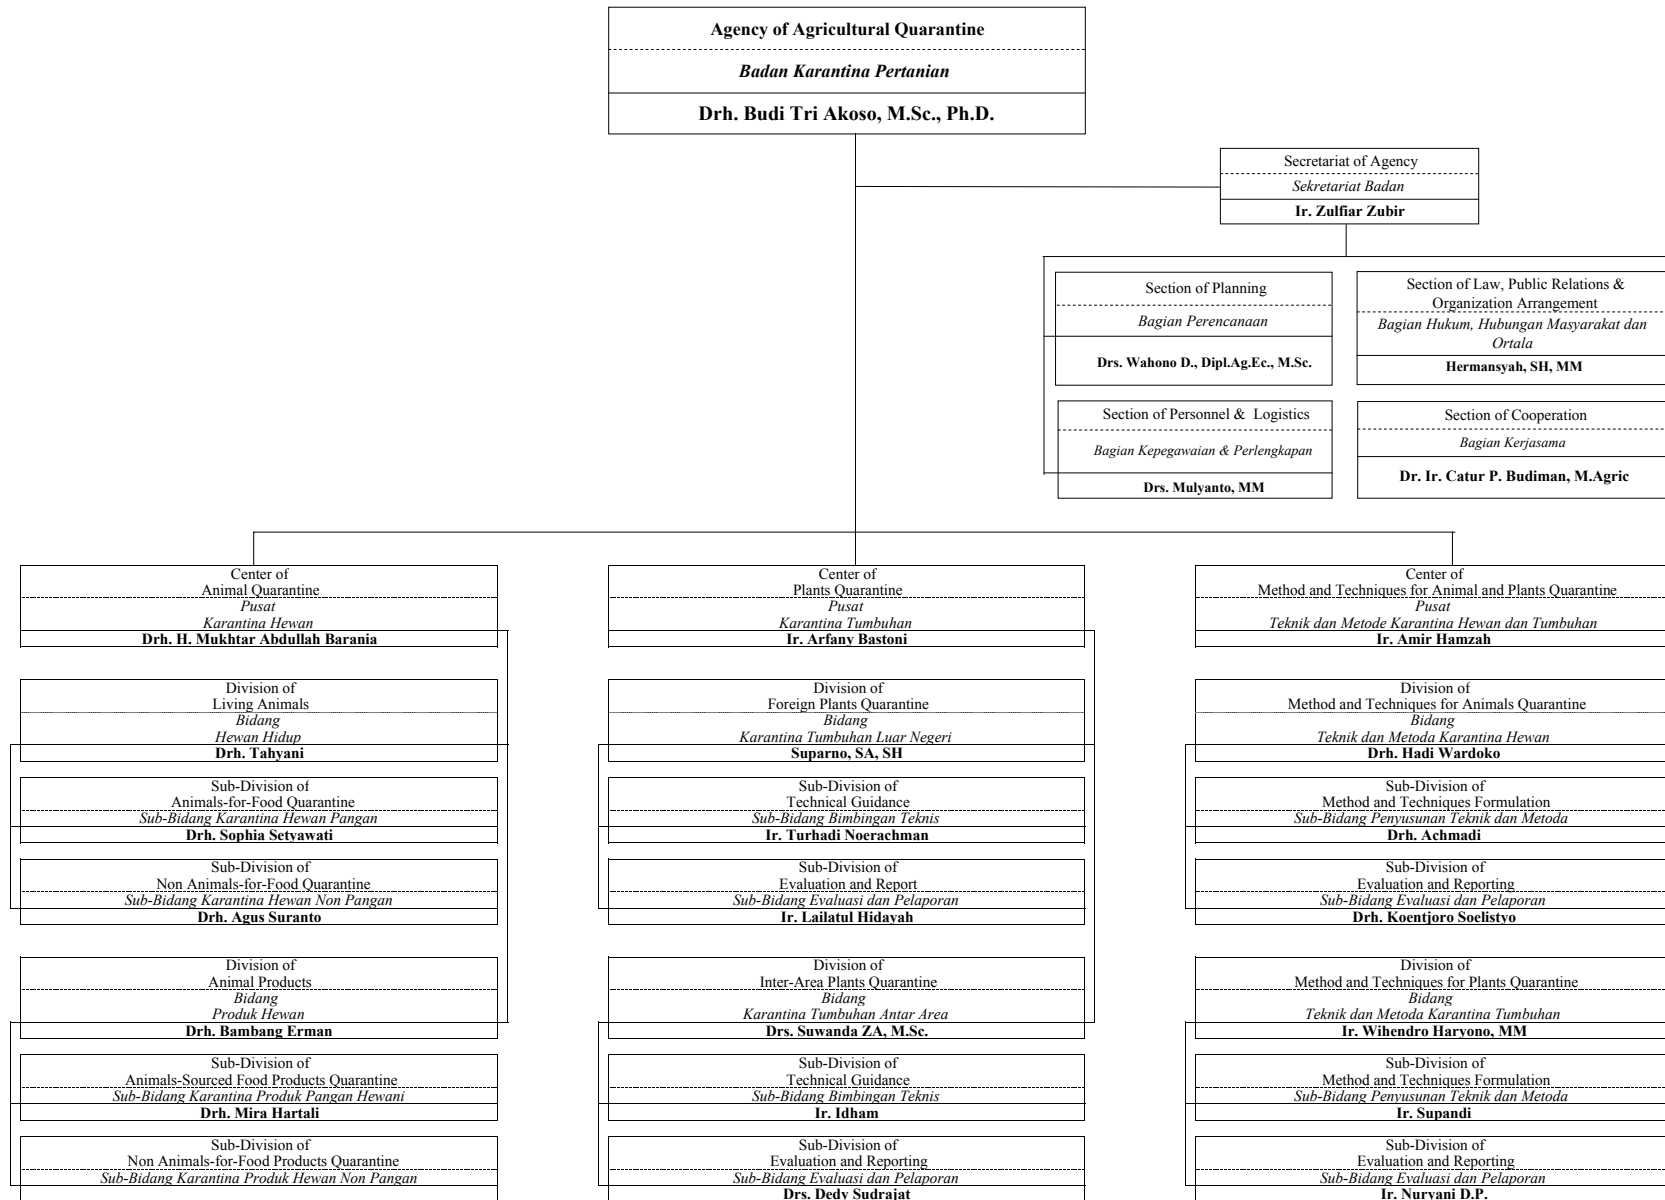 Agency of Agricultural Quarantine
Badan Karantina Pertanian
Drh. Budi Tri Akoso, M.Sc., Ph.D.
Secretariat of Agency
Sekretariat Badan
Ir. Zulfiar Zubir
Section of Planning
Bagian Perencanaan
Drs. Wahono D., Dipl.Ag.Ec., M.Sc.
Section of Law, Public Relations &
Organization Arrangement
Bagian Hukum, Hubungan Masyarakat dan
Ortala
Hermansyah, SH, MM
Section of Personnel & Logistics
Bagian Kepegawaian & Perlengkapan
Drs. Mulyanto, MM
Section of Cooperation
Bagian Kerjasama
Dr. Ir. Catur P. Budiman, M.Agric
Center of
Animal Quarantine
Pusat
Karantina Hewan
Drh. H. Mukhtar Abdullah Barania
Division of
Living Animals
Bidang
Hewan Hidup
Drh. Tahyani
Sub-Division of
Animals-for-Food Quarantine
Sub-Bidang Karantina Hewan Pangan
Drh. Sophia Setyawati
Sub-Division of
Non Animals-for-Food Quarantine
Sub-Bidang Karantina Hewan Non Pangan
Drh. Agus Suranto
Division of
Animal Products
Bidang
Produk Hewan
Drh. Bambang Erman
Sub-Division of
Animals-Sourced Food Products Quarantine
Sub-Bidang Karantina Produk Pangan Hewani
Drh. Mira Hartali
Sub-Division of
Non Animals-for-Food Products Quarantine
Sub-Bidang Karantina Produk Hewan Non Pangan
Center of
Plants Quarantine
Pusat
Karantina Tumbuhan
Ir. Arfany Bastoni
Division of
Foreign Plants Quarantine
Bidang
Karantina Tumbuhan Luar Negeri
Suparno, SA, SH
Sub-Division of
Technical Guidance
Sub-Bidang Bimbingan Teknis
Ir. Turhadi Noerachman
Sub-Division of
Evaluation and Report
Sub-Bidang Evaluasi dan Pelaporan
Ir. Lailatul Hidayah
Division of
Inter-Area Plants Quarantine
Bidang
Karantina Tumbuhan Antar Area
Drs. Suwanda ZA, M.Sc.
Sub-Division of
Technical Guidance
Sub-Bidang Bimbingan Teknis
Ir. Idham
Sub-Division of
Evaluation and Reporting
Sub-Bidang Evaluasi dan Pelaporan
Drs. Dedy Sudrajat
Center of
Method and Techniques for Animal and Plants Quarantine
Pusat
Teknik dan Metode Karantina Hewan dan Tumbuhan
Ir. Amir Hamzah
Division of
Method and Techniques for Animals Quarantine
Bidang
Teknik dan Metoda Karantina Hewan
Drh. Hadi Wardoko
Sub-Division of
Method and Techniques Formulation
Sub-Bidang Penyusunan Teknik dan Metoda
Drh. Achmadi
Sub-Division of
Evaluation and Reporting
Sub-Bidang Evaluasi dan Pelaporan
Drh. Koentjoro Soelistyo
Division of
Method and Techniques for Plants Quarantine
Bidang
Teknik dan Metoda Karantina Tumbuhan
Ir. Wihendro Haryono, MM
Sub-Division of
Method and Techniques Formulation
Sub-Bidang Penyusunan Teknik dan Metoda
Ir. Supandi
Sub-Division of
Evaluation and Reporting
Sub-Bidang Evaluasi dan Pelaporan
Ir. Nuryani D.P.